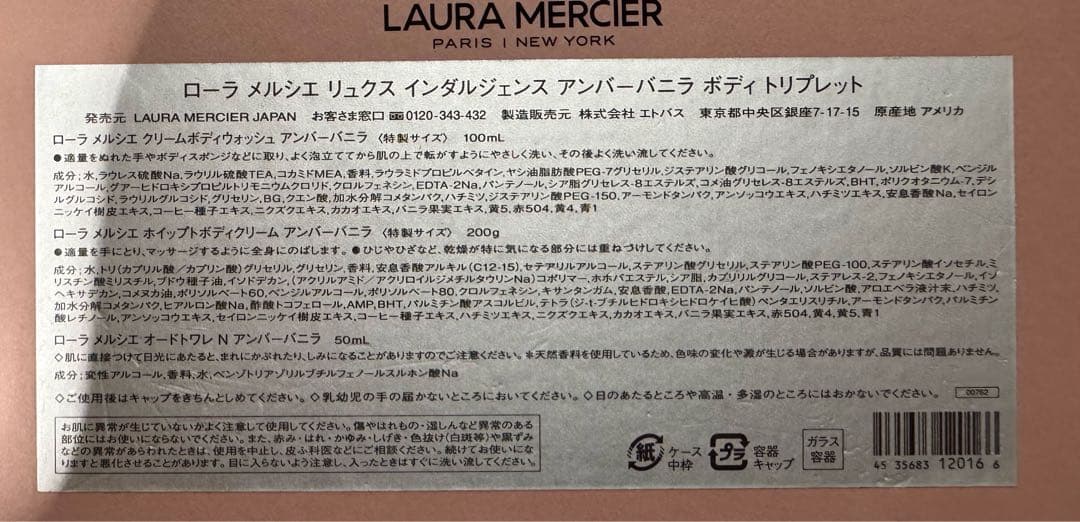 LAURA MERCIER
PARIS | NEW YORK
ローラ メルシエ リュクス インダルジェンス アンバーバニラ ボディ トリプレット
発売元 LAURA MERCIER JAPAN お客さま窓口 0120-343-432 製造販売元 株式会社 エトバス 東京都中央区銀座7-17-15 原産地 アメリカ
ローラ メルシエ クリームボディウォッシュ アンバーバニラ 〈特製サイズ〉 100mL
●適量をぬれた手やボディスポンジなどに取り、よく泡立ててから肌の上で転がすようにやさしく洗い、その後よく洗い流してください。
成分:水,ラウレス硫酸Na,ラウリル硫酸TEA,コカミドMEA,香料,ラウラミドプロピルベタイン,ヤシ油脂肪酸PEG-7グリセリル,ジステアリン酸グリコール,フェノキシエタノール,ソルビン酸K,ベンジル
アルコール,グアーヒドロキシプロピルトリモニウムクロリド,クロルフェネシン,EDTA-2Na,パンテノール,シア脂グリセレス-8エステルズ,コメ油グリセレス-8エステルズ,BHT,ポリクオタニウム-7,デシ
ルグルコシド,ラウリルグルコシド,グリセリン,BG,クエン酸,加水分解コメタンパク,ハチミツ,ジステアリン酸PEG-150,アーモンドタンパク,アンソッコウエキス,ハチミツエキス,安息香酸Na,セイロン
ニッケイ樹皮エキス,コーヒー種子エキス,ニクズクエキス,カカオエキス,バニラ果実エキス,黄5,赤504,黄4,青1
ローラ メルシエ ホイップトボディクリーム アンバーバニラ 〈特製サイズ〉 200g
●適量を手にとり、マッサージするように全身にのばします。●ひじやひざなど、乾燥が特に気になる部分には重ねづけしてください。
成分:水,トリ(カプリル酸/カプリン酸)グリセリル,グリセリン,香料,安息香酸アルキル(C12-15),セテアリルアルコール,ステアリン酸グリセリル,ステアリン酸PEG-100,ステアリン酸イソセチル,ミ
リスチン酸ミリスチル,ブドウ種子油,イソドデカン,(アクリルアミド/アクリロイルジメチルタウリンNa)コポリマー,ホホバエステル,シア脂,カプリリルグリコール,ステアレス-2,フェノキシエタノール,イソ
ヘキサデカン,コメヌカ油,ポリソルベート60,ベンジルアルコール,ポリソルベート80,クロルフェネシン,キサンタンガム,安息香酸,EDTA-2Na,パンテノール,ソルビン酸,アロエベラ液汁末,ハチミツ,
加水分解コメタンパク,ヒアルロン酸Na,酢酸トコフェロール,AMP,BHT,パルミチン酸アスコルビル,テトラ(ジ-t-ブチルヒドロキシヒドロケイヒ酸)ペンタエリスリチル,アーモンドタンパク,パルミチン
酸レチノール,アンソッコウエキス,セイロンニッケイ樹皮エキス,コーヒー種子エキス,ハチミツエキス,ニクズクエキス,カカオエキス,バニラ果実エキス,赤504,黄4,黄5,青1
ローラ メルシエ オードトワレ N アンバーバニラ 50mL
◇肌に直接つけて日光にあたると、まれにかぶれたり、しみになることがありますのでご注意ください。＊天然香料を使用しているため、色味の変化や澱が生じる場合がありますが、品質には問題ありません。
成分:変性アルコール,香料,水,ベンゾトリアゾリルブチルフェノールスルホン酸Na
◇ご使用後はキャップをきちんとしめてください。◇乳幼児の手の届かないところにおいてください。◇日のあたるところや高温・多湿のところにはおかないでください。
00762
お肌に異常が生じていないかよく注意して使用してください。傷やはれもの・湿しんなど異常のある
部位にはお使いにならないでください。また、赤み・はれ・かゆみ・しげき・色抜け(白斑等)や黒ずみ
などの異常があらわれたときは、使用を中止し、皮ふ科医などにご相談ください。続けてお使いにな
りますと悪化させることがあります。目に入らないよう注意し、入ったときはすぐに洗い流してください。
紙 ケース 中枠
プラ 容器 キャップ
ガラス 容器
4 535683 120166